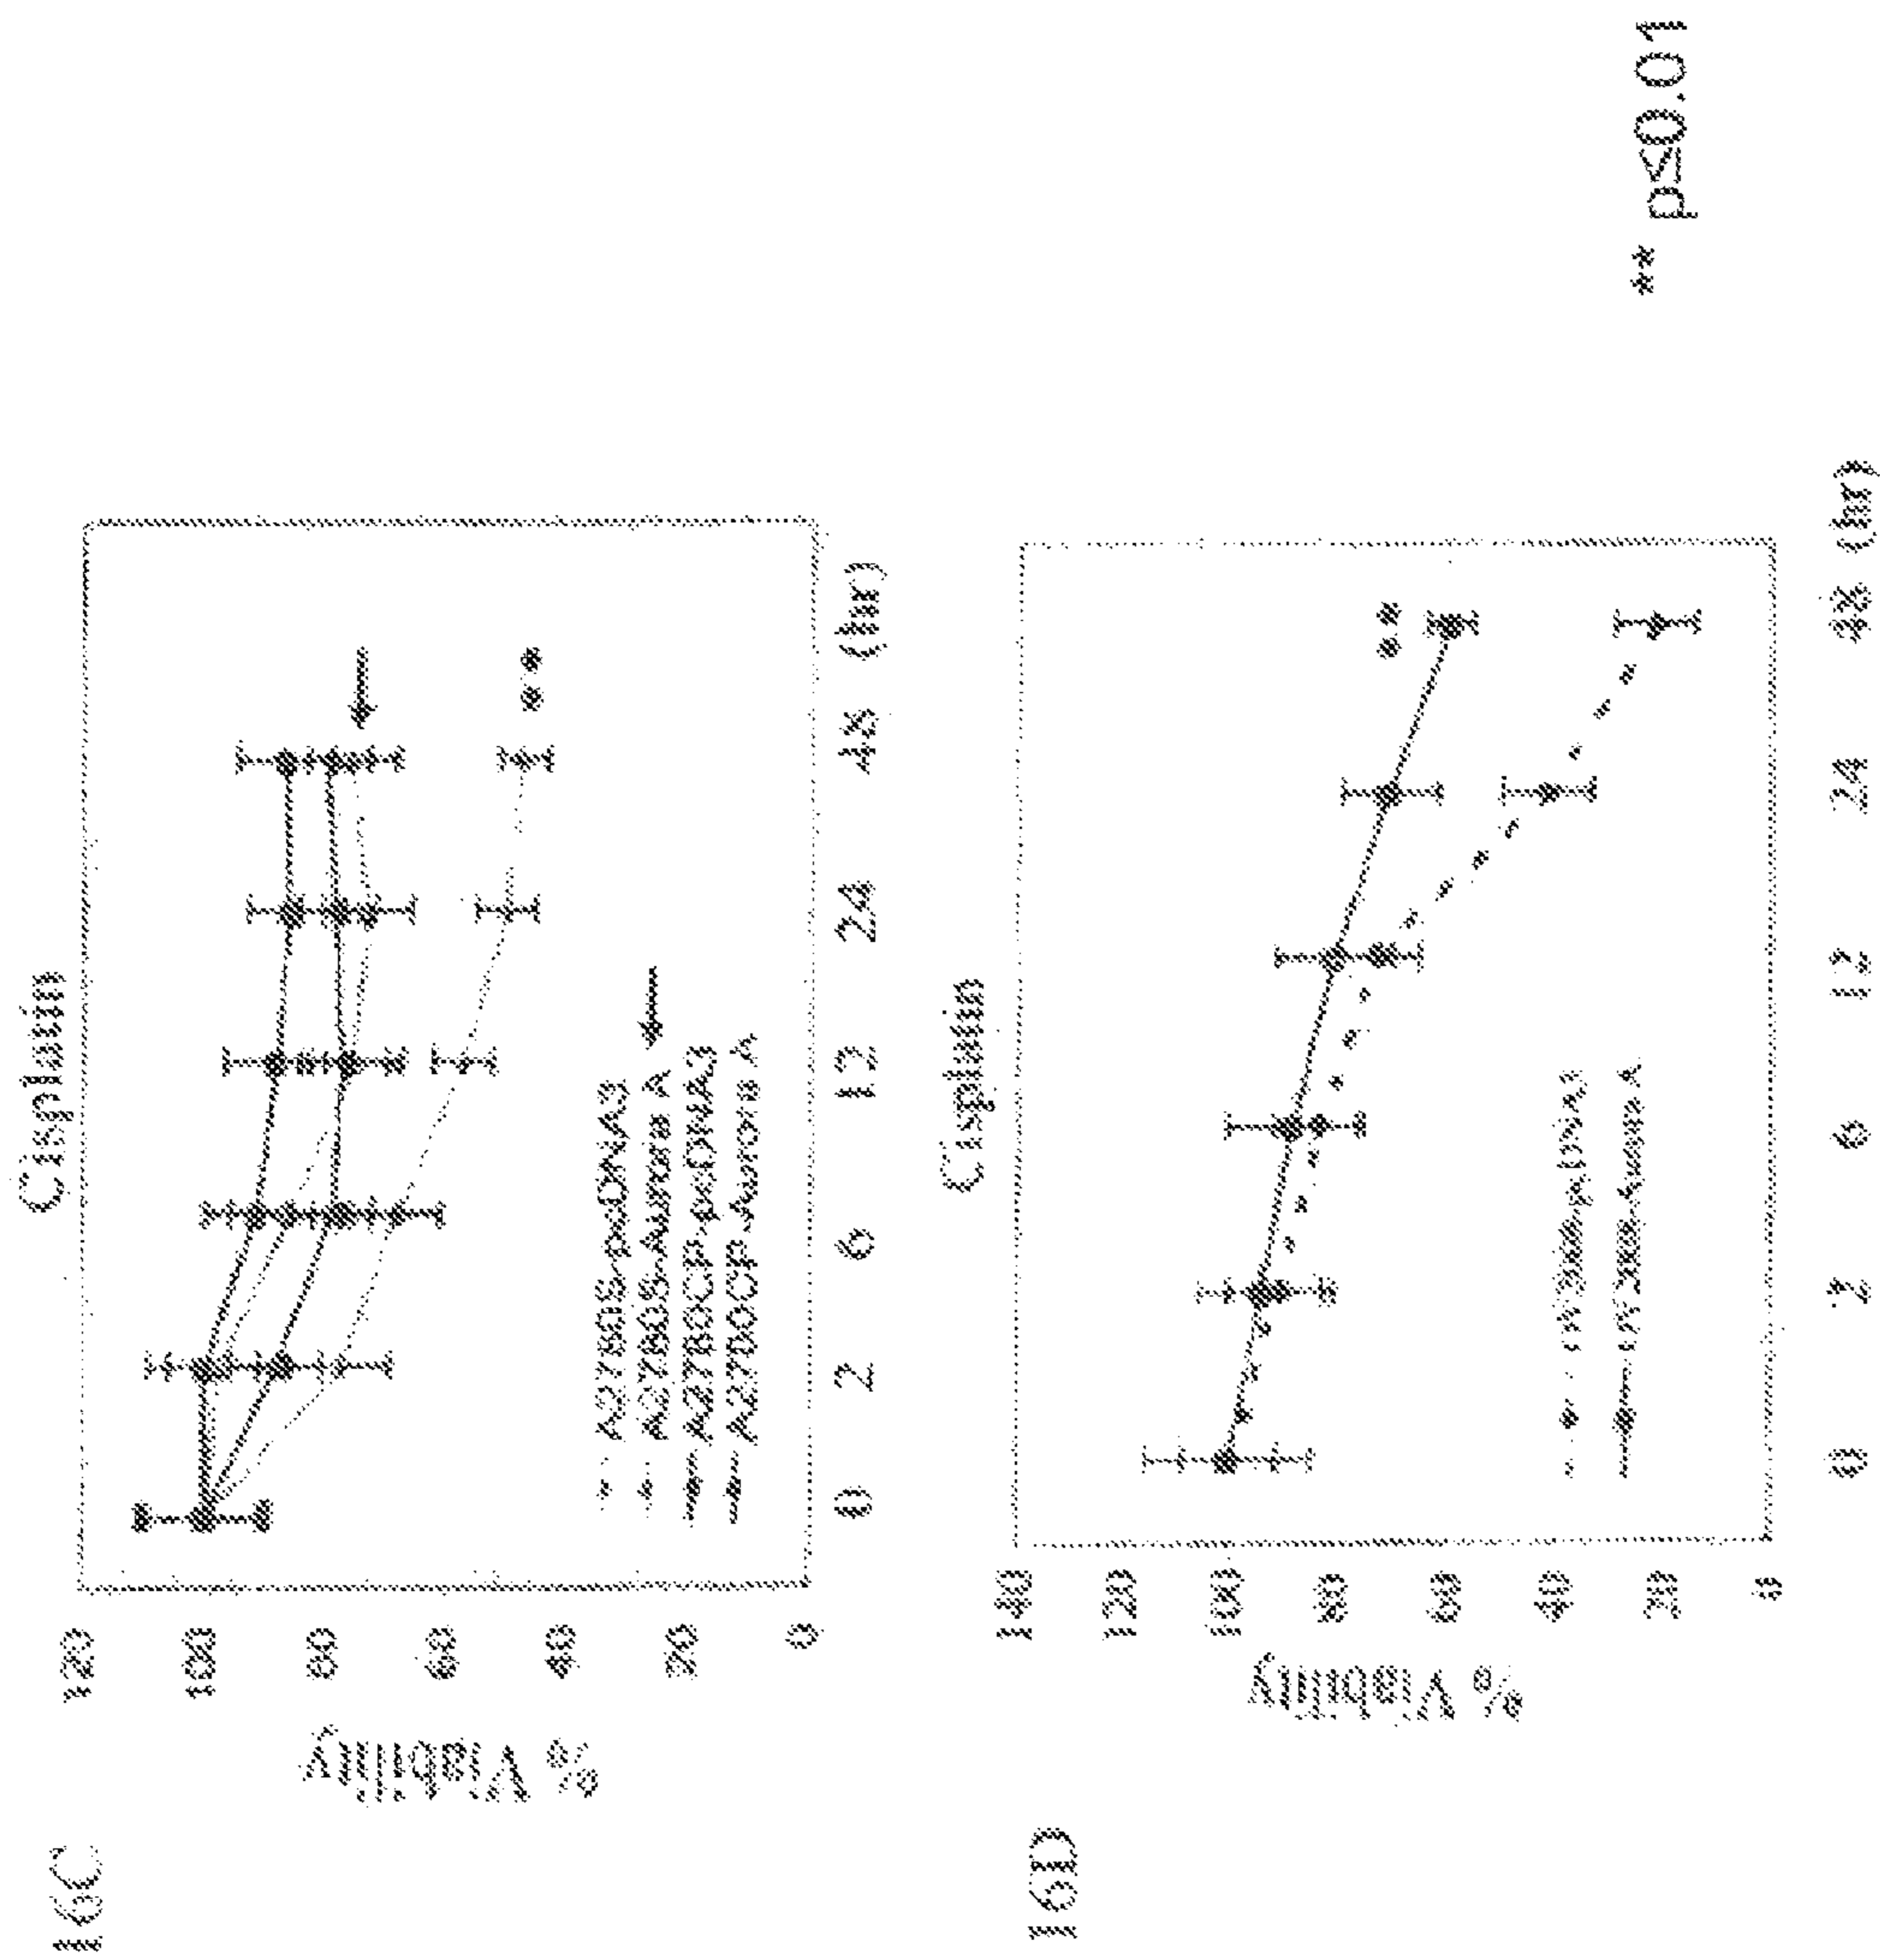 16C
Cisplatin
% Viability
120
100
80
60
40
20
0
A2780S-pcDNA3
A2780S-Aurora A
A2780CP-pcDNA3
A2780CP-Aurora A
**
0 2 6 12 24 48 (hr)
16D
Cisplatin
% Viability
140
120
100
80
60
40
20
0
pcDNA3
Aurora A
**
0 2 6 12 24 48 (hr)
** p≤0.01